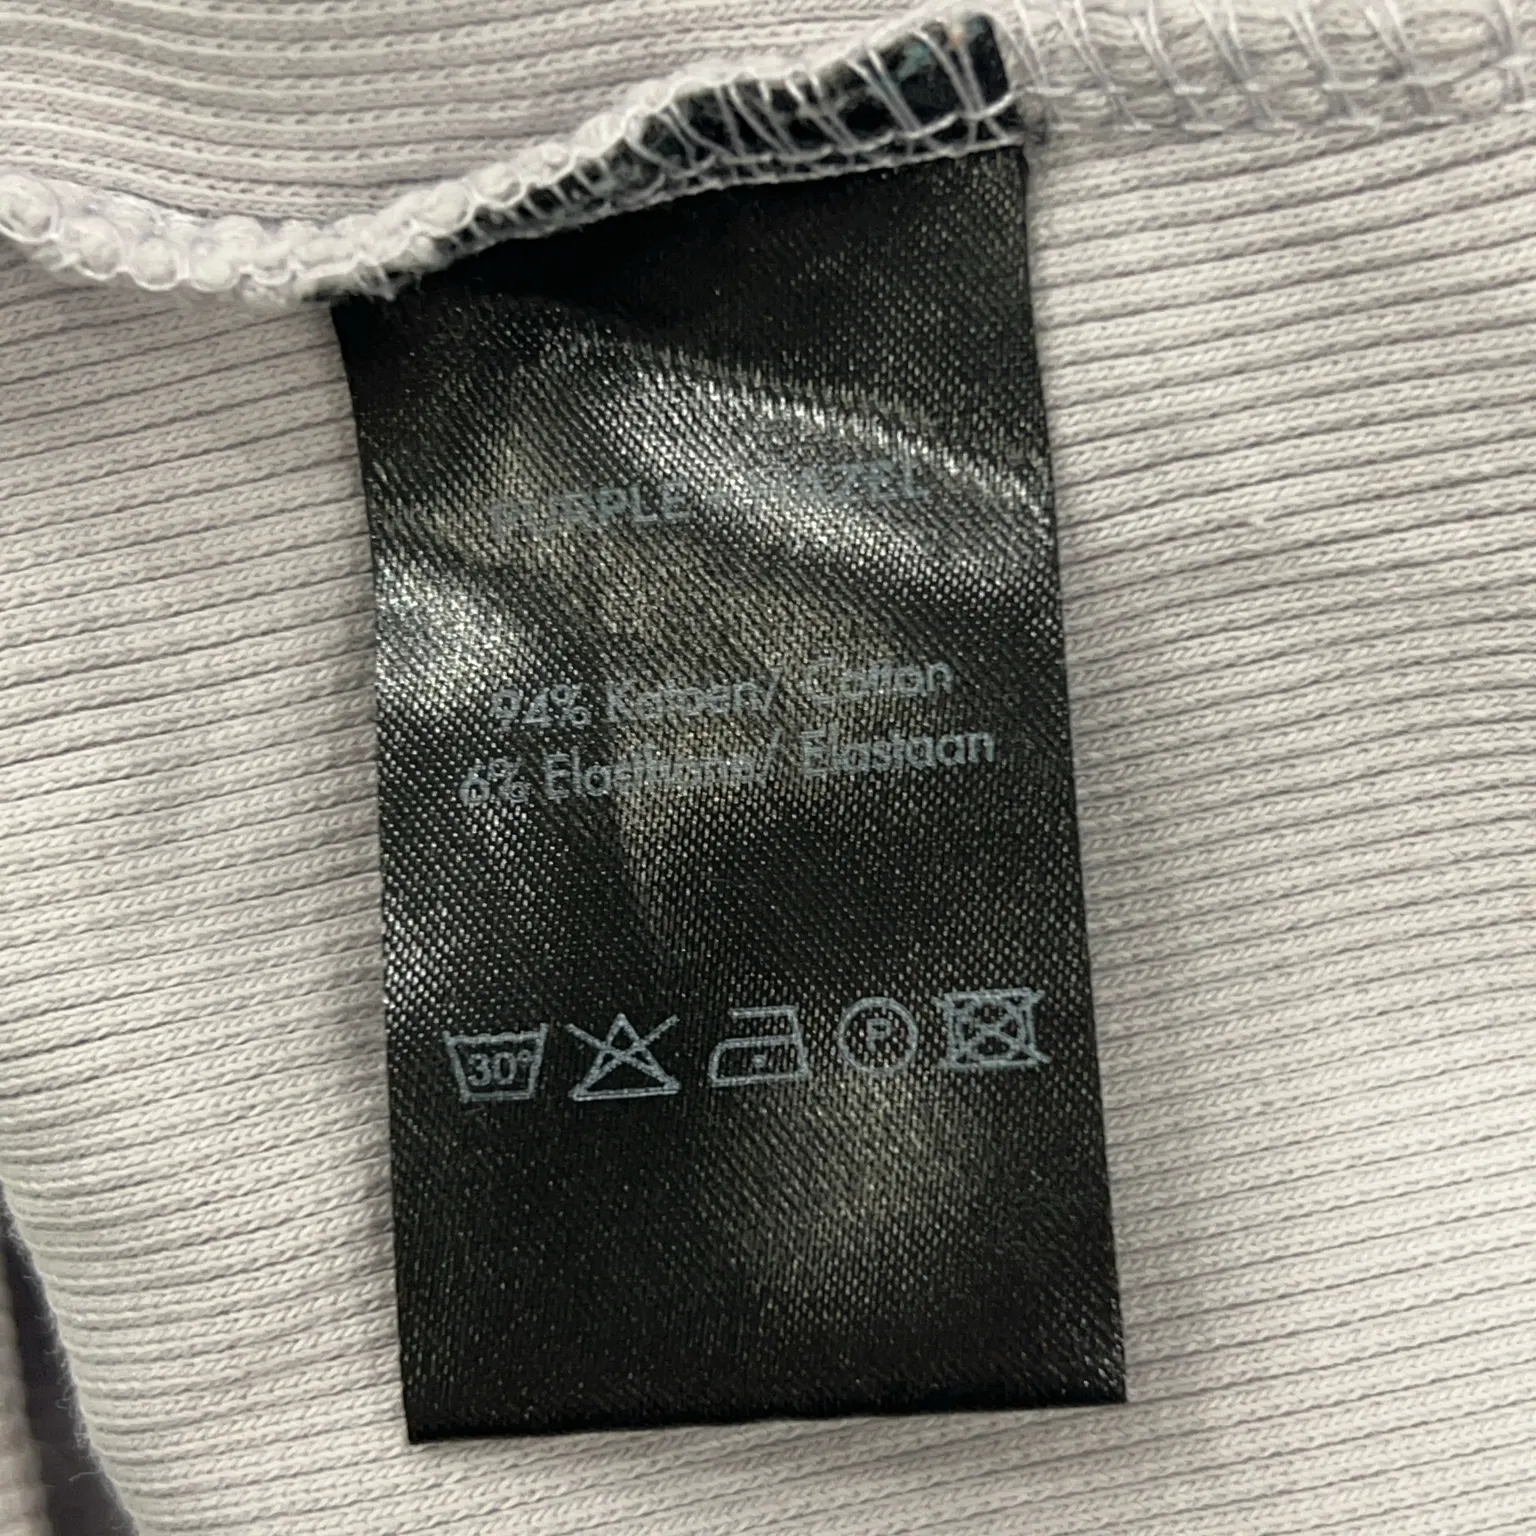 PURPLE
94% Katoen/ Cotton
6% Elasthane/ Elastaan
30° P